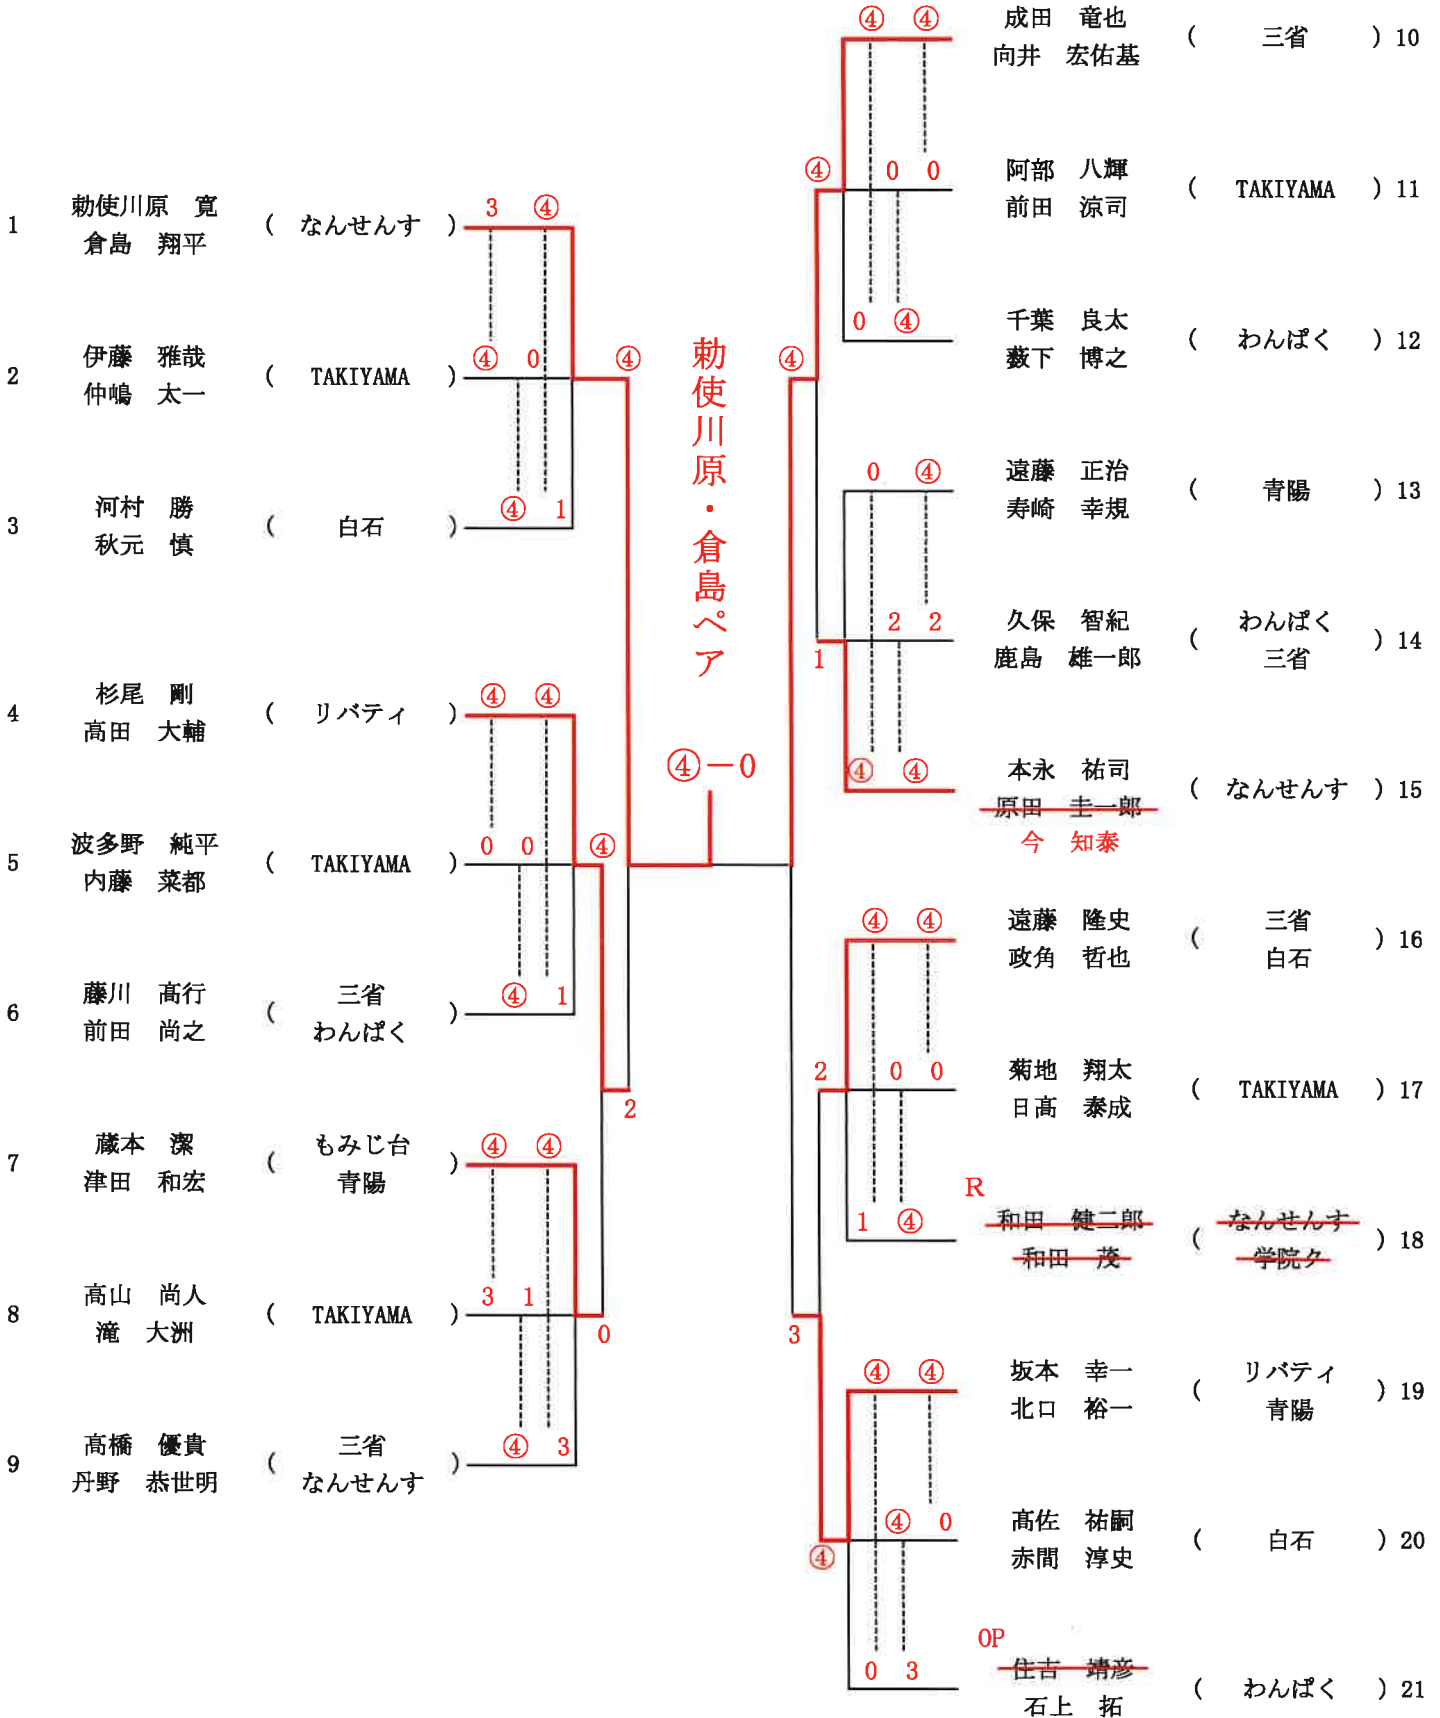 1 勅使川原 寛 ( なんせんす ) 3 ④
倉島 翔平
2 伊藤 雅哉 ( TAKIYAMA ) ④ 0
仲嶋 太一
3 河村 勝 ( 白石 ) ④ 1
秋元 慎
④
4 杉尾 剛 ( リバティ ) ④ ④
高田 大輔
5 波多野 純平 ( TAKIYAMA ) 0 0
内藤 菜都
6 藤川 高行 ( 三省 ) ④ 1
前田 尚之 わんぱく
④
2
7 蔵本 潔 ( もみじ台 ) ④ ④
津田 和宏 青陽
8 高山 尚人 ( TAKIYAMA ) 3 1
滝 大洲
9 高橋 優貴 ( 三省 ) ④ 3
丹野 恭世明 なんせんす
0
勅使川原・倉島ペア
④－0
④ ④ 成田 竜也 ( 三省 ) 10
向井 宏佑基
0 0 阿部 八輝 ( TAKIYAMA ) 11
前田 涼司
0 ④ 千葉 良太 ( わんぱく ) 12
藪下 博之
④
④
0 ④ 遠藤 正治 ( 青陽 ) 13
寿崎 幸規
2 2 久保 智紀 ( わんぱく ) 14
鹿島 雄一郎 三省
1
④ ④ 本永 祐司 ( なんせんす ) 15
原田 圭一郎
今 知泰
④ ④ 遠藤 隆史 ( 三省 ) 16
政角 哲也 白石
2
0 0 菊地 翔太 ( TAKIYAMA ) 17
日高 泰成
R
1 ④ 和田 健二郎 ( なんせんす ) 18
和田 茂 学院ク
3
④ ④ 坂本 幸一 ( リバティ ) 19
北口 裕一 青陽
④ 0 髙佐 祐嗣 ( 白石 ) 20
赤間 淳史
④
OP
0 3 住吉 靖彦 ( わんぱく ) 21
石上 拓